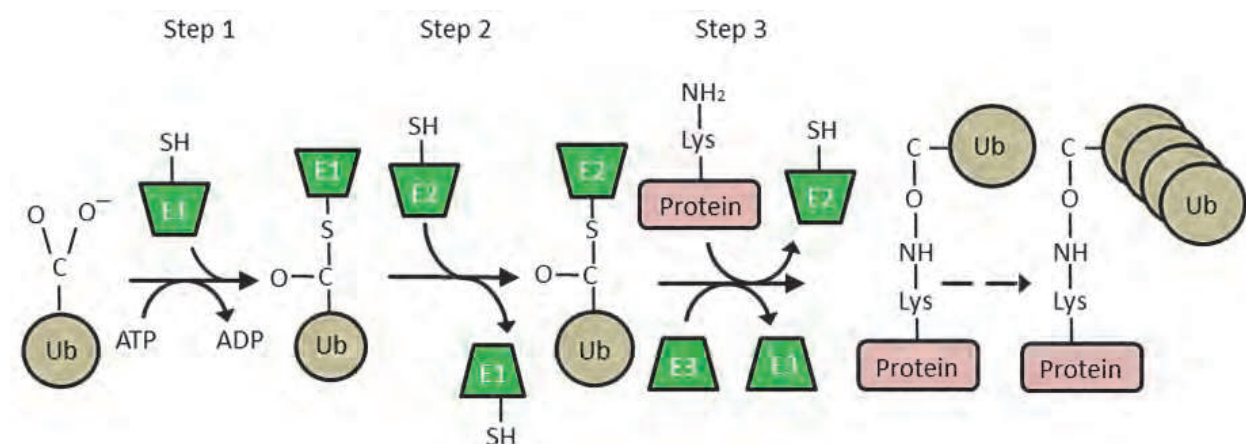 Step 1 Step 2 Step 3
NH₂
SH Lys SH C Ub C
SH E1 E2 E2 O O Ub
O O⁻ E1 E2 Protein E2
S S NH NH
C O C O C Lys Lys
Ub ATP ADP Ub E1 Ub E3 E1 Protein Protein
SH